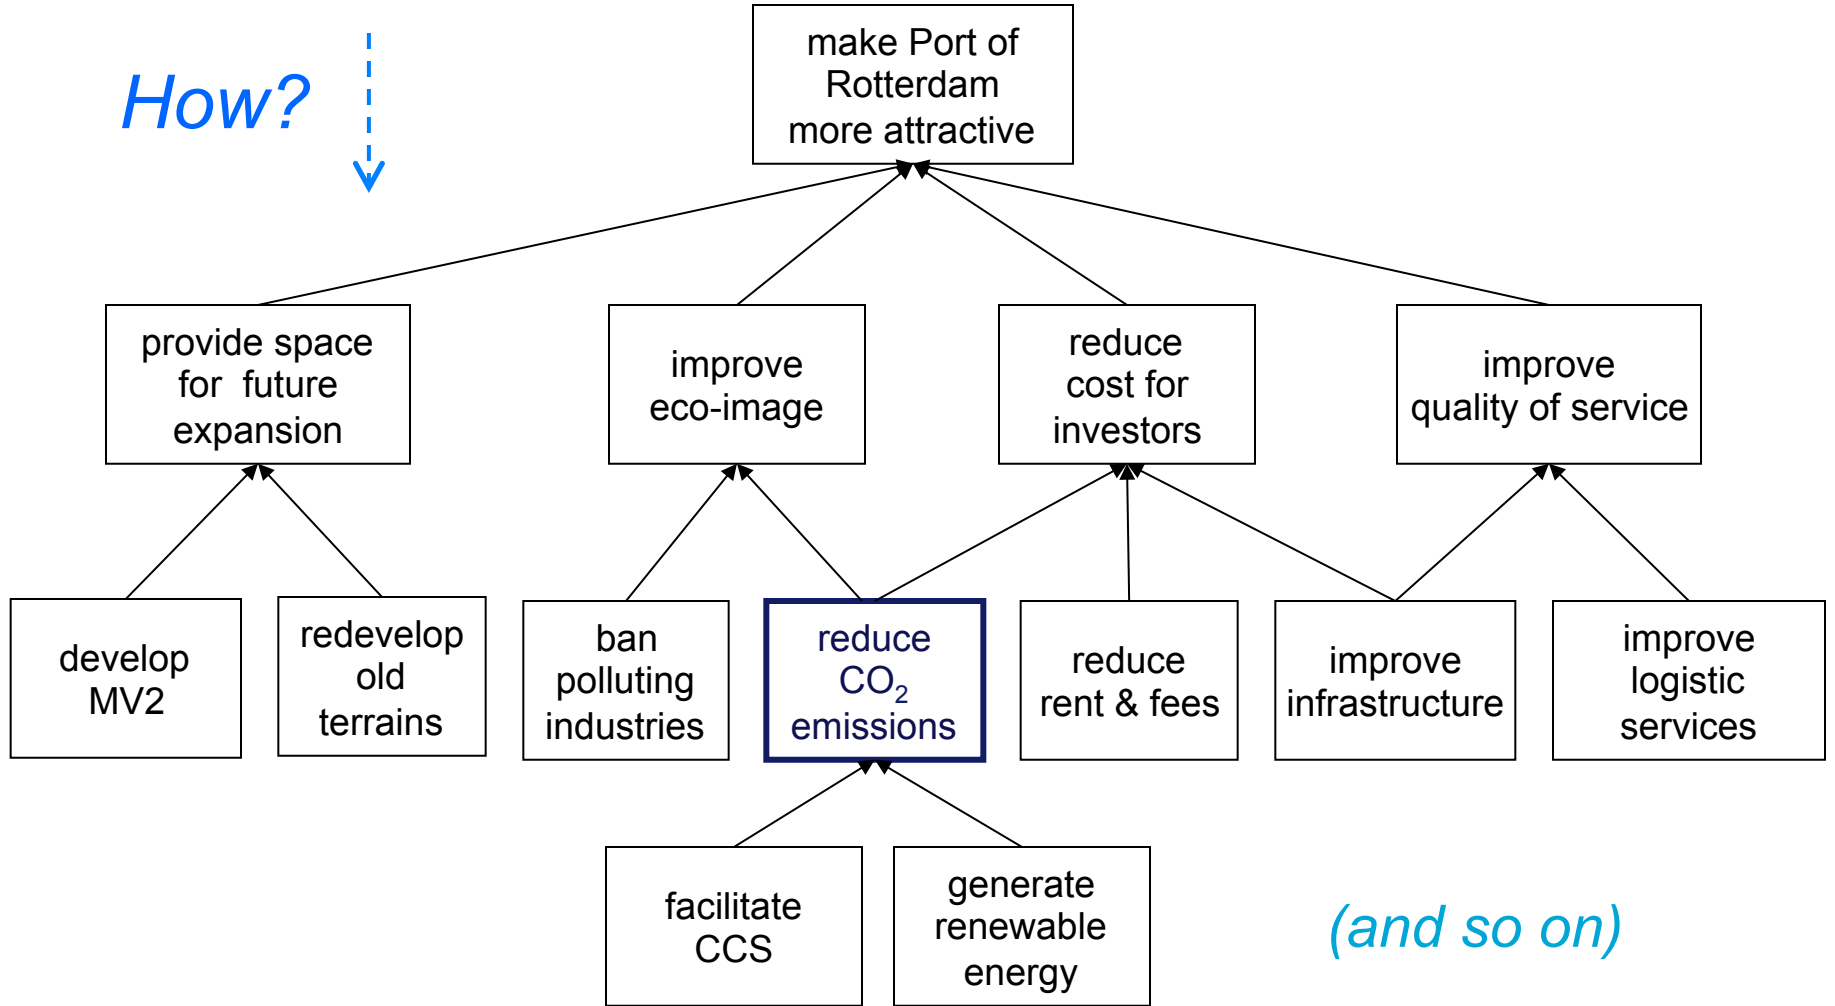 How?
make Port of
Rotterdam
more attractive
provide space
for future
expansion
improve
eco-image
reduce
cost for
investors
improve
quality of service
develop
MV2
redevelop
old
terrains
ban
polluting
industries
reduce
CO₂
emissions
reduce
rent & fees
improve
infrastructure
improve
logistic
services
facilitate
CCS
generate
renewable
energy
(and so on)